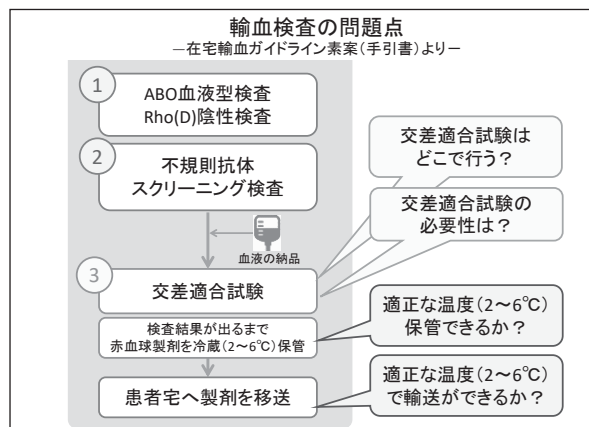 輸血検査の問題点
―在宅輸血ガイドライン素案(手引書)より―
1
ABO血液型検査
Rho(D)陰性検査
2
不規則抗体
スクリーニング検査
血液の納品
3
交差適合試験
検査結果が出るまで
赤血球製剤を冷蔵(2~6℃)保管
患者宅へ製剤を移送
交差適合試験は
どこで行う?
交差適合試験の
必要性は?
適正な温度(2~6℃)
保管できるか?
適正な温度(2~6℃)
で輸送ができるか?